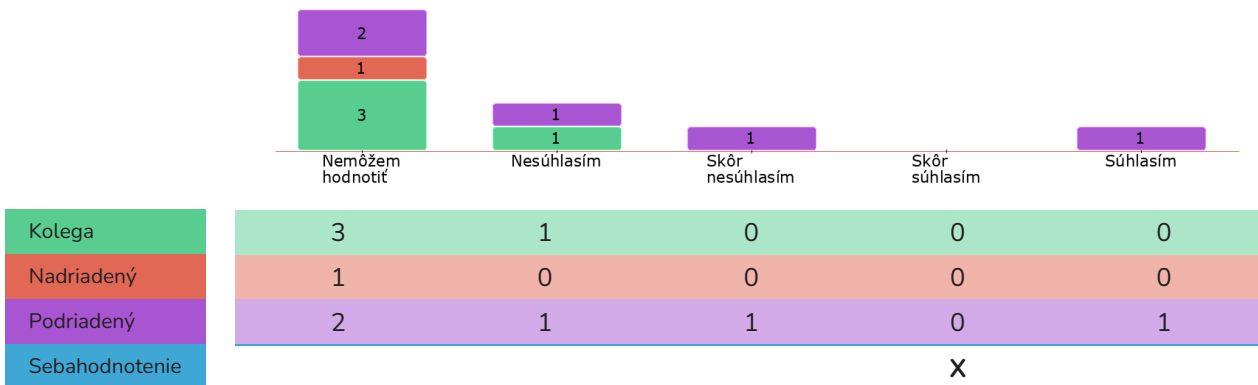 2
1
3
1
1
1
1
Nemôžem
hodnotiť
Nesúhlasím
Skôr
nesúhlasím
Skôr
súhlasím
Súhlasím
Kolega 3 1 0 0 0
Nadriadený 1 0 0 0 0
Podriadený 2 1 1 0 1
Sebahodnotenie x